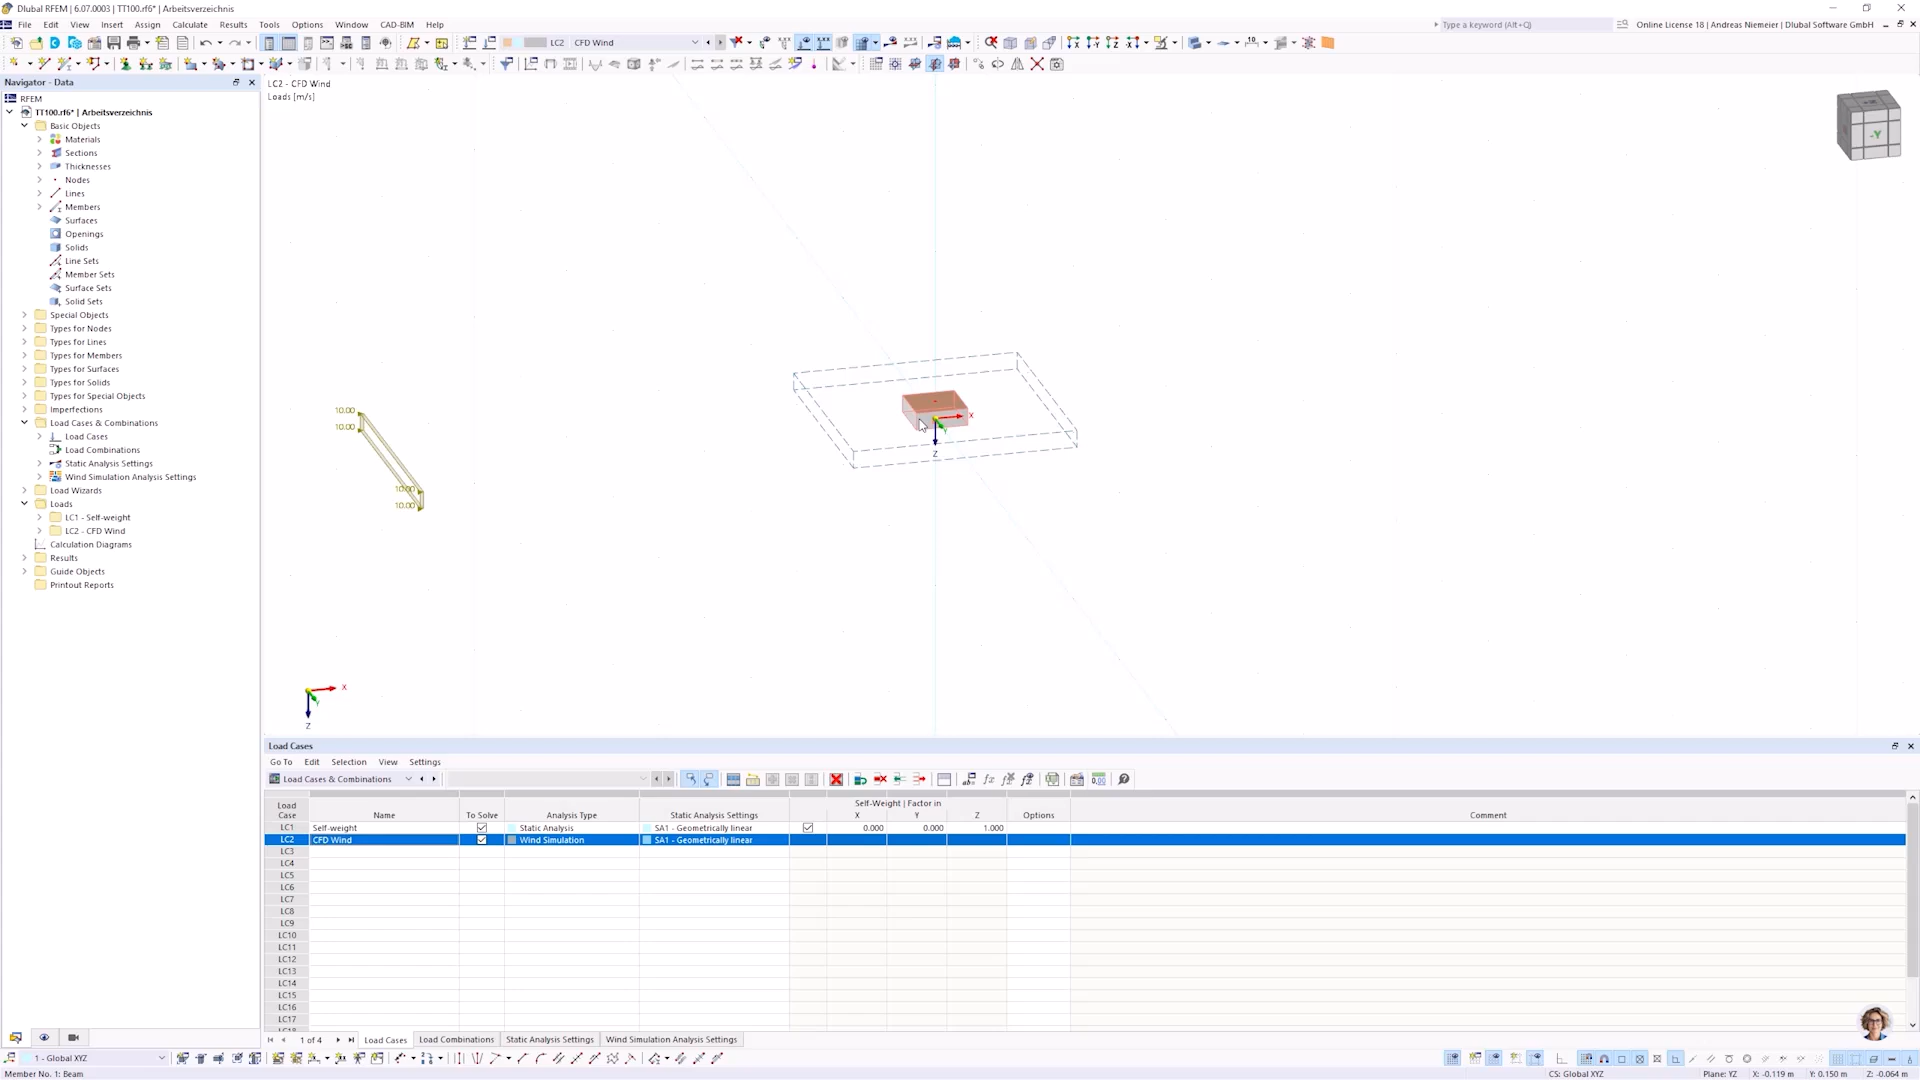 Dlubal RFEM | 6.07.0003 | TT100.rf6* | Arbeitsverzeichnis
File Edit View Insert Assign Calculate Results Tools Options Window CAD-BIM Help
Type a keyword (Alt+Q)
Online License 18 | Andreas Niemeier | Dlubal Software GmbH
LC2 CFD Wind
Navigator - Data
RFEM
TT100.rf6* | Arbeitsverzeichnis
Basic Objects
Materials
Sections
Thicknesses
Nodes
Lines
Members
Surfaces
Openings
Solids
Line Sets
Member Sets
Surface Sets
Solid Sets
Special Objects
Types for Nodes
Types for Lines
Types for Members
Types for Surfaces
Types for Solids
Types for Special Objects
Imperfections
Load Cases & Combinations
Load Cases
Load Combinations
Static Analysis Settings
Wind Simulation Analysis Settings
Load Wizards
Loads
LC1 - Self-weight
LC2 - CFD Wind
Calculation Diagrams
Results
Guide Objects
Printout Reports
LC2 - CFD Wind
Loads [m/s]
-Y
10.00
10.00
10.00
10.00
X
Y
Z
X
Y
Z
Load Cases
Go To Edit Selection View Settings
Load Cases & Combinations
Load Case
Name
To Solve
Analysis Type
Static Analysis Settings
Self-Weight | Factor in
X Y Z
Options
Comment
LC1 Self-weight Static Analysis SA1 - Geometrically linear 0.000 0.000 1.000
LC2 CFD Wind Wind Simulation SA1 - Geometrically linear
LC3
LC4
LC5
LC6
LC7
LC8
LC9
LC10
LC11
LC12
LC13
LC14
LC15
LC16
LC17
LC18
1 of 4 Load Cases Load Combinations Static Analysis Settings Wind Simulation Analysis Settings
1 - Global XYZ
Member No. 1: Beam
CS: Global XYZ Plane: YZ X: -0.119 m Y: 0.150 m Z: -0.064 m